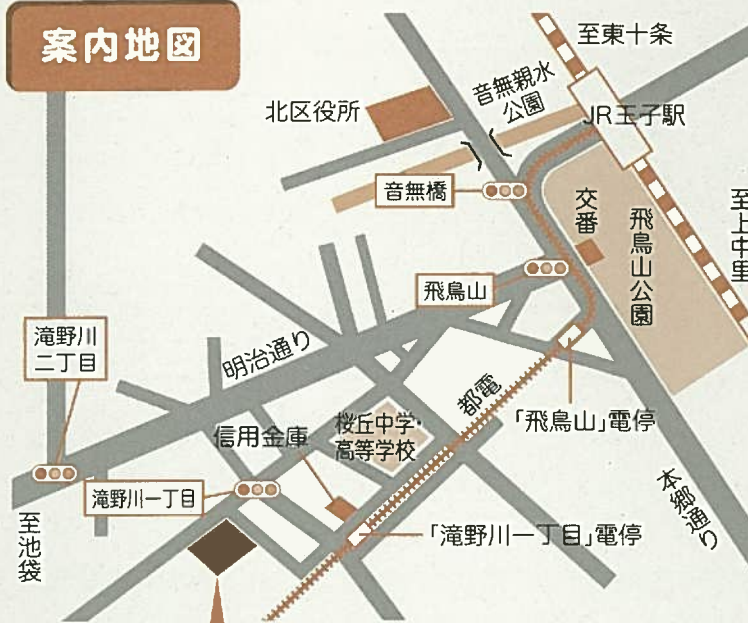 案内地図
至東十条
音無親水
公園
北区役所
JR王子駅
音無橋
交番
飛鳥山公園
至上中里
飛鳥山
滝野川
二丁目
明治通り
都電
「飛鳥山」電停
桜丘中学・
高等学校
信用金庫
滝野川一丁目
本郷通り
至池袋
「滝野川一丁目」電停